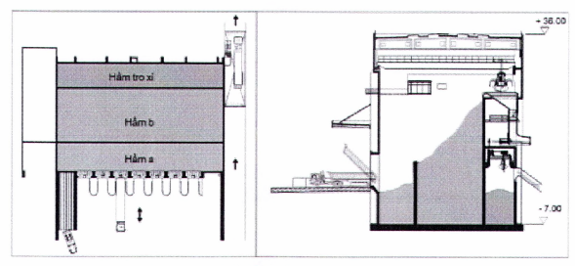 Hầm tro xỉ
Hầm b
Hầm a
+ 38.00
- 7.00